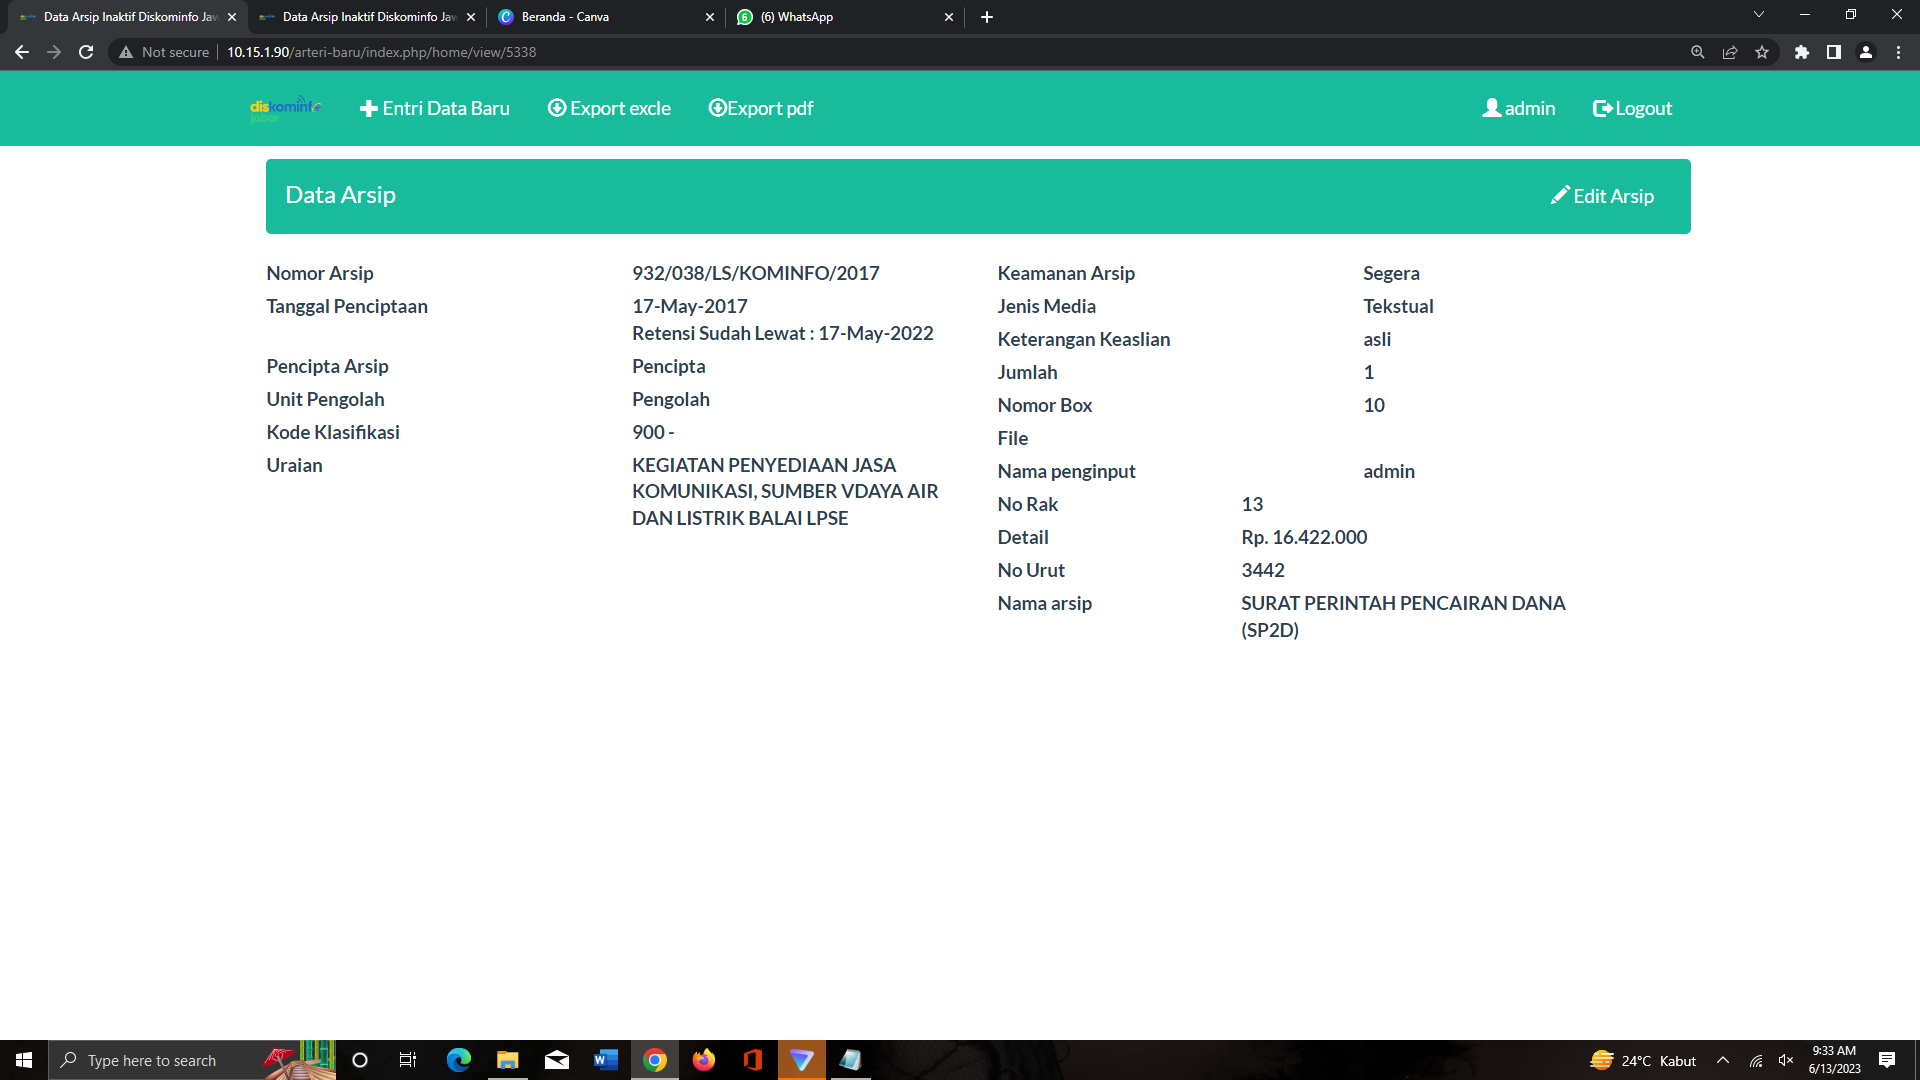 Data Arsip Inaktif Diskominfo Jaw
Data Arsip Inaktif Diskominfo Jaw
Beranda - Canva
(6) WhatsApp
Not secure
10.15.1.90/arteri-baru/index.php/home/view/5338
diskominfo
jabar
Entri Data Baru
Export excle
Export pdf
admin
Logout
Data Arsip
Edit Arsip
Nomor Arsip 932/038/LS/KOMINFO/2017
Tanggal Penciptaan 17-May-2017
Retensi Sudah Lewat : 17-May-2022
Pencipta Arsip Pencipta
Unit Pengolah Pengolah
Kode Klasifikasi 900 -
Uraian KEGIATAN PENYEDIAAN JASA
KOMUNIKASI, SUMBER VDAYA AIR
DAN LISTRIK BALAI LPSE
Keamanan Arsip Segera
Jenis Media Tekstual
Keterangan Keaslian asli
Jumlah 1
Nomor Box 10
File
Nama penginput admin
No Rak 13
Detail Rp. 16.422.000
No Urut 3442
Nama arsip SURAT PERINTAH PENCAIRAN DANA
(SP2D)
Type here to search
24°C Kabut
9:33 AM
6/13/2023